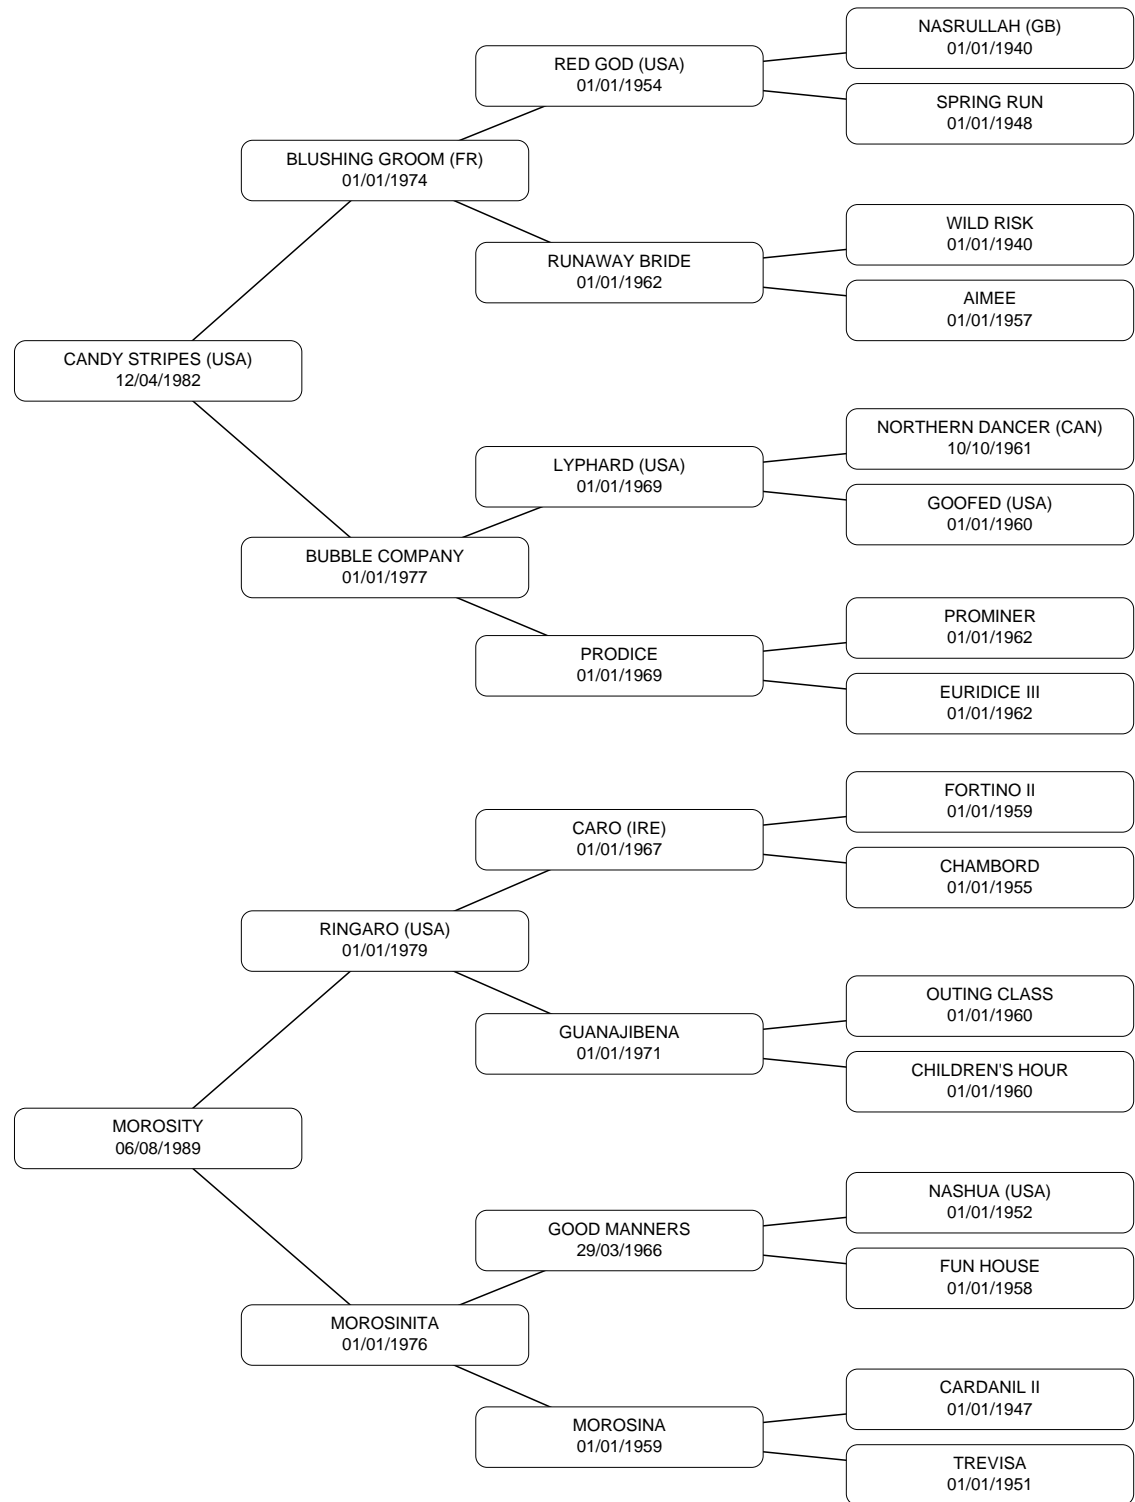 NASRULLAH (GB)
01/01/1940
RED GOD (USA)
01/01/1954
SPRING RUN
01/01/1948
BLUSHING GROOM (FR)
01/01/1974
WILD RISK
01/01/1940
RUNAWAY BRIDE
01/01/1962
AIMEE
01/01/1957
CANDY STRIPES (USA)
12/04/1982
NORTHERN DANCER (CAN)
10/10/1961
LYPHARD (USA)
01/01/1969
GOOFED (USA)
01/01/1960
BUBBLE COMPANY
01/01/1977
PROMINER
01/01/1962
PRODICE
01/01/1969
EURIDICE III
01/01/1962
FORTINO II
01/01/1959
CARO (IRE)
01/01/1967
CHAMBORD
01/01/1955
RINGARO (USA)
01/01/1979
OUTING CLASS
01/01/1960
GUANAJIBENA
01/01/1971
CHILDREN'S HOUR
01/01/1960
MOROSITY
06/08/1989
NASHUA (USA)
01/01/1952
GOOD MANNERS
29/03/1966
FUN HOUSE
01/01/1958
MOROSINITA
01/01/1976
CARDANIL II
01/01/1947
MOROSINA
01/01/1959
TREVISA
01/01/1951